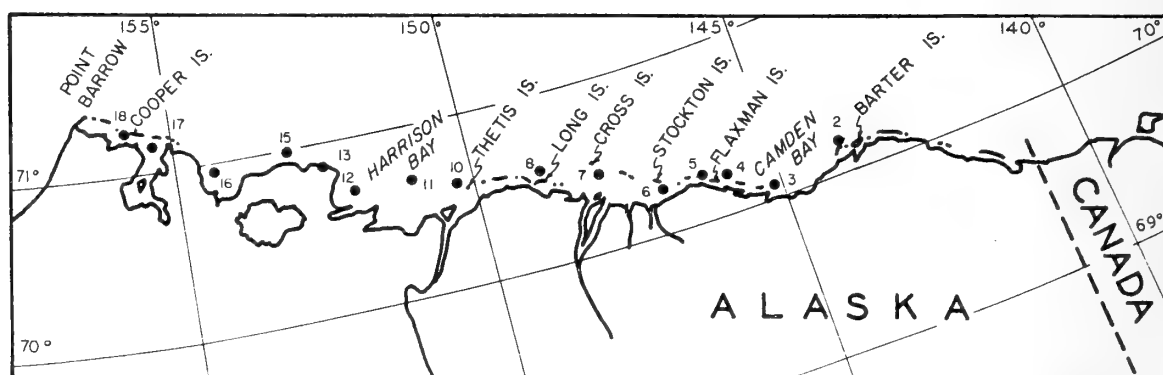 155
150
145
140
70°
POINT
BARROW
COOPER IS.
18
17
15
13
16
12
HARRISON
BAY
11
10
THETIS IS.
8
LONG IS.
7
CROSS IS.
6
STOCKTON IS.
5
FLAXMAN IS.
4
CAMDEN
BAY
3
2
BARTER IS.
71°
69°
CANADA
ALASKA
70°